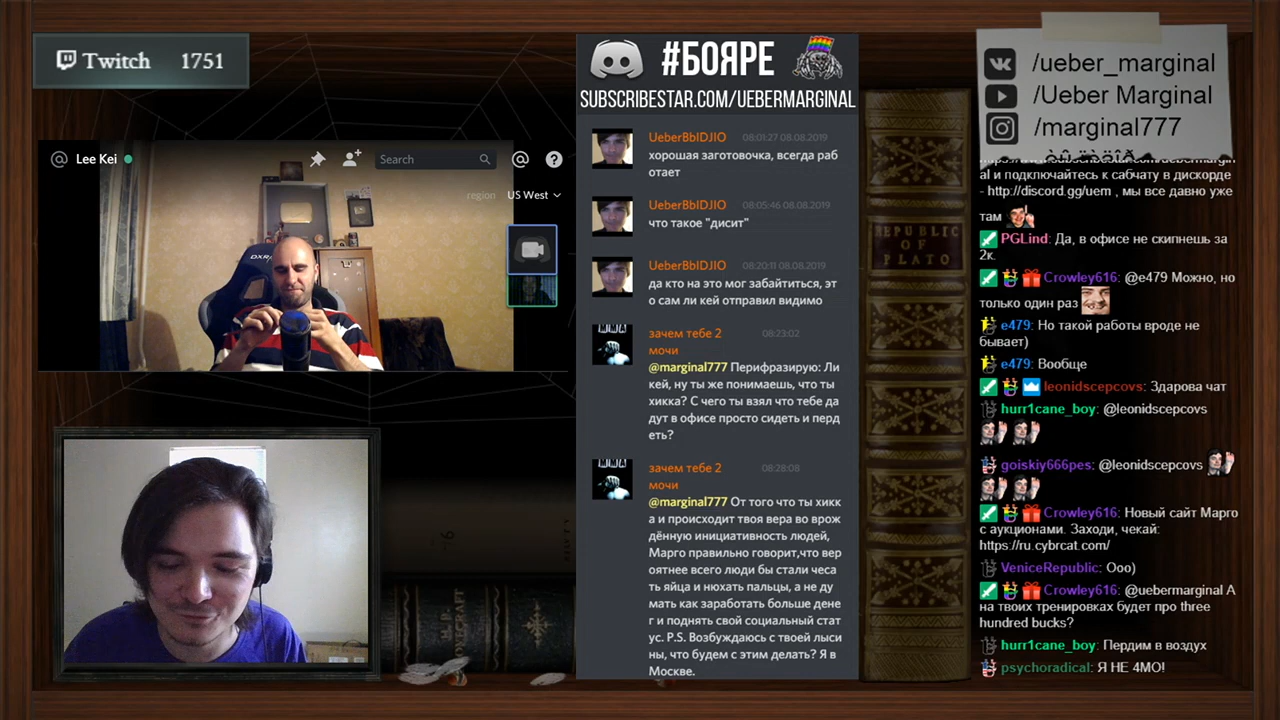 Twitch 1751
Lee Kei
Search
region
US West
DXR
#БОЯРЕ
SUBSCRIBESTAR.COM/UEBERMARGINAL
UeberBbIDJIO 08:01:27 08.08.2019
хорошая заготовочка, всегда раб
отает
UeberBbIDJIO 08:05:46 08.08.2019
что такое "дисит"
UeberBbIDJIO 08:20:11 08.08.2019
да кто на это мог забайтиться, эт
о сам ли кей отправил видимо
зачем тебе 2 08:23:02
мочи
@marginal777 Перифразирую: Ли
кей, ну ты же понимаешь, что ты
хикка? С чего ты взял что тебе да
дут в офисе просто сидеть и перд
еть?
зачем тебе 2 08:28:08
мочи
@marginal777 От того что ты хикк
а и происходит твоя вера во врож
дённую инициативность людей,
Марго правильно говорит,что вер
оятнее всего люди бы стали чеса
ть яйца и нюхать пальцы, а не ду
мать как заработать больше дене
г и поднять свой социальный стат
ус. P.S. Возбуждаюсь с твоей лыси
ны, что будем с этим делать? Я в
Москве.
REPUBLIC
OF
PLATO
/ueber_marginal
/Ueber Marginal
/marginal777
al и подключайтесь к сабчату в дискорде
- http://discord.gg/uem , мы все давно уже
там
PGLind: Да, в офисе не скипнешь за
2к.
Crowley616: @e479 Можно, но
только один раз
e479: Но такой работы вроде не
бывает)
e479: Вообще
leonidscepcovs: Здарова чат
hurr1cane_boy: @leonidscepcovs
goiskiy666pes: @leonidscepcovs
Crowley616: Новый сайт Марго
с аукционами. Заходи, чекай:
https://ru.cybrcat.com/
VeniceRepublic: Ооо)
Crowley616: @uebermarginal А
на твоих тренировках будет про three
hundred bucks?
hurr1cane_boy: Пердим в воздух
psychoradical: Я НЕ 4МО!